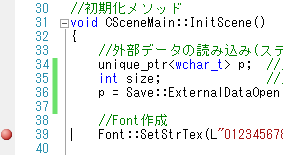 30 //初期化メソッド
31 void CSceneMain::InitScene()
32 {
33 //外部データの読み込み(ステ
34 unique_ptr<wchar_t> p; //
35 int size; //
36 p = Save::ExternalDataOpen
37
38 //Font作成
39 Font::SetStrTex(L"012345678